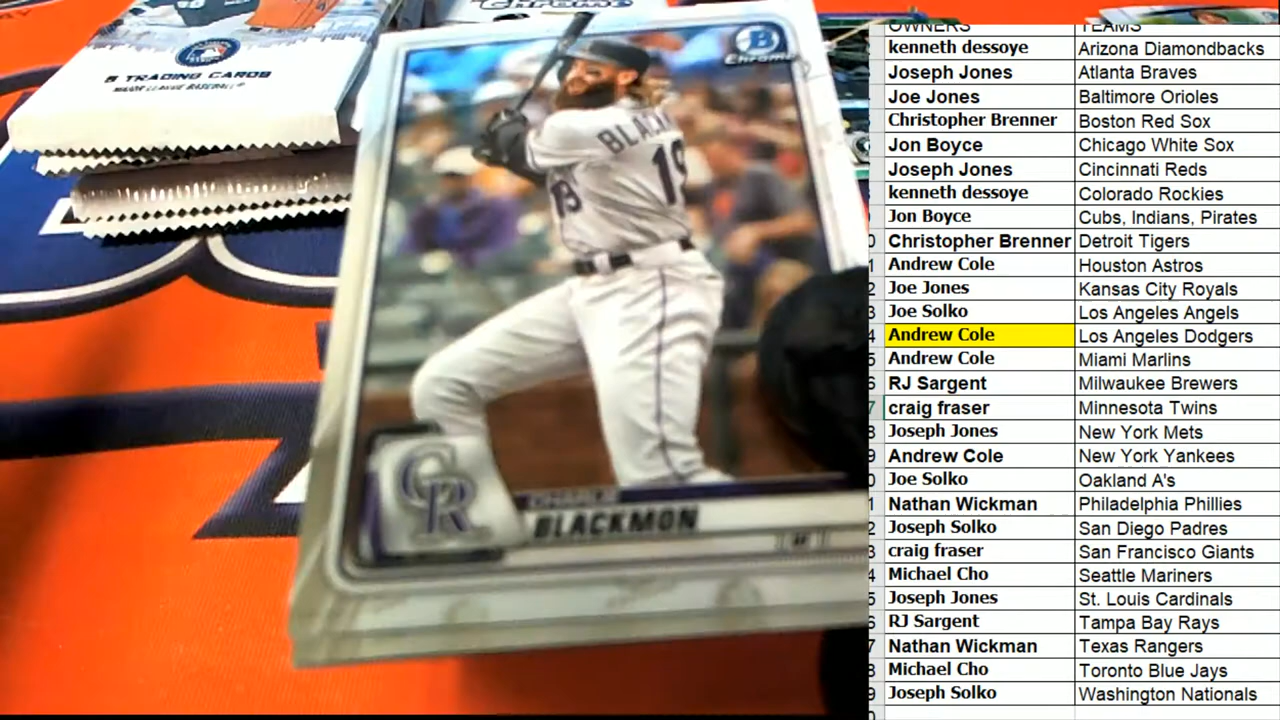 5 TRADING CARDS
MAJOR LEAGUE BASEBALL
B
Chrome
BLACK
19
19
CR
CHARLIE
BLACKMON
OWNERS TEAMS
kenneth dessoye Arizona Diamondbacks
Joseph Jones Atlanta Braves
Joe Jones Baltimore Orioles
Christopher Brenner Boston Red Sox
Jon Boyce Chicago White Sox
Joseph Jones Cincinnati Reds
kenneth dessoye Colorado Rockies
Jon Boyce Cubs, Indians, Pirates
Christopher Brenner Detroit Tigers
Andrew Cole Houston Astros
Joe Jones Kansas City Royals
Joe Solko Los Angeles Angels
Andrew Cole Los Angeles Dodgers
Andrew Cole Miami Marlins
RJ Sargent Milwaukee Brewers
craig fraser Minnesota Twins
Joseph Jones New York Mets
Andrew Cole New York Yankees
Joe Solko Oakland A's
Nathan Wickman Philadelphia Phillies
Joseph Solko San Diego Padres
craig fraser San Francisco Giants
Michael Cho Seattle Mariners
Joseph Jones St. Louis Cardinals
RJ Sargent Tampa Bay Rays
Nathan Wickman Texas Rangers
Michael Cho Toronto Blue Jays
Joseph Solko Washington Nationals